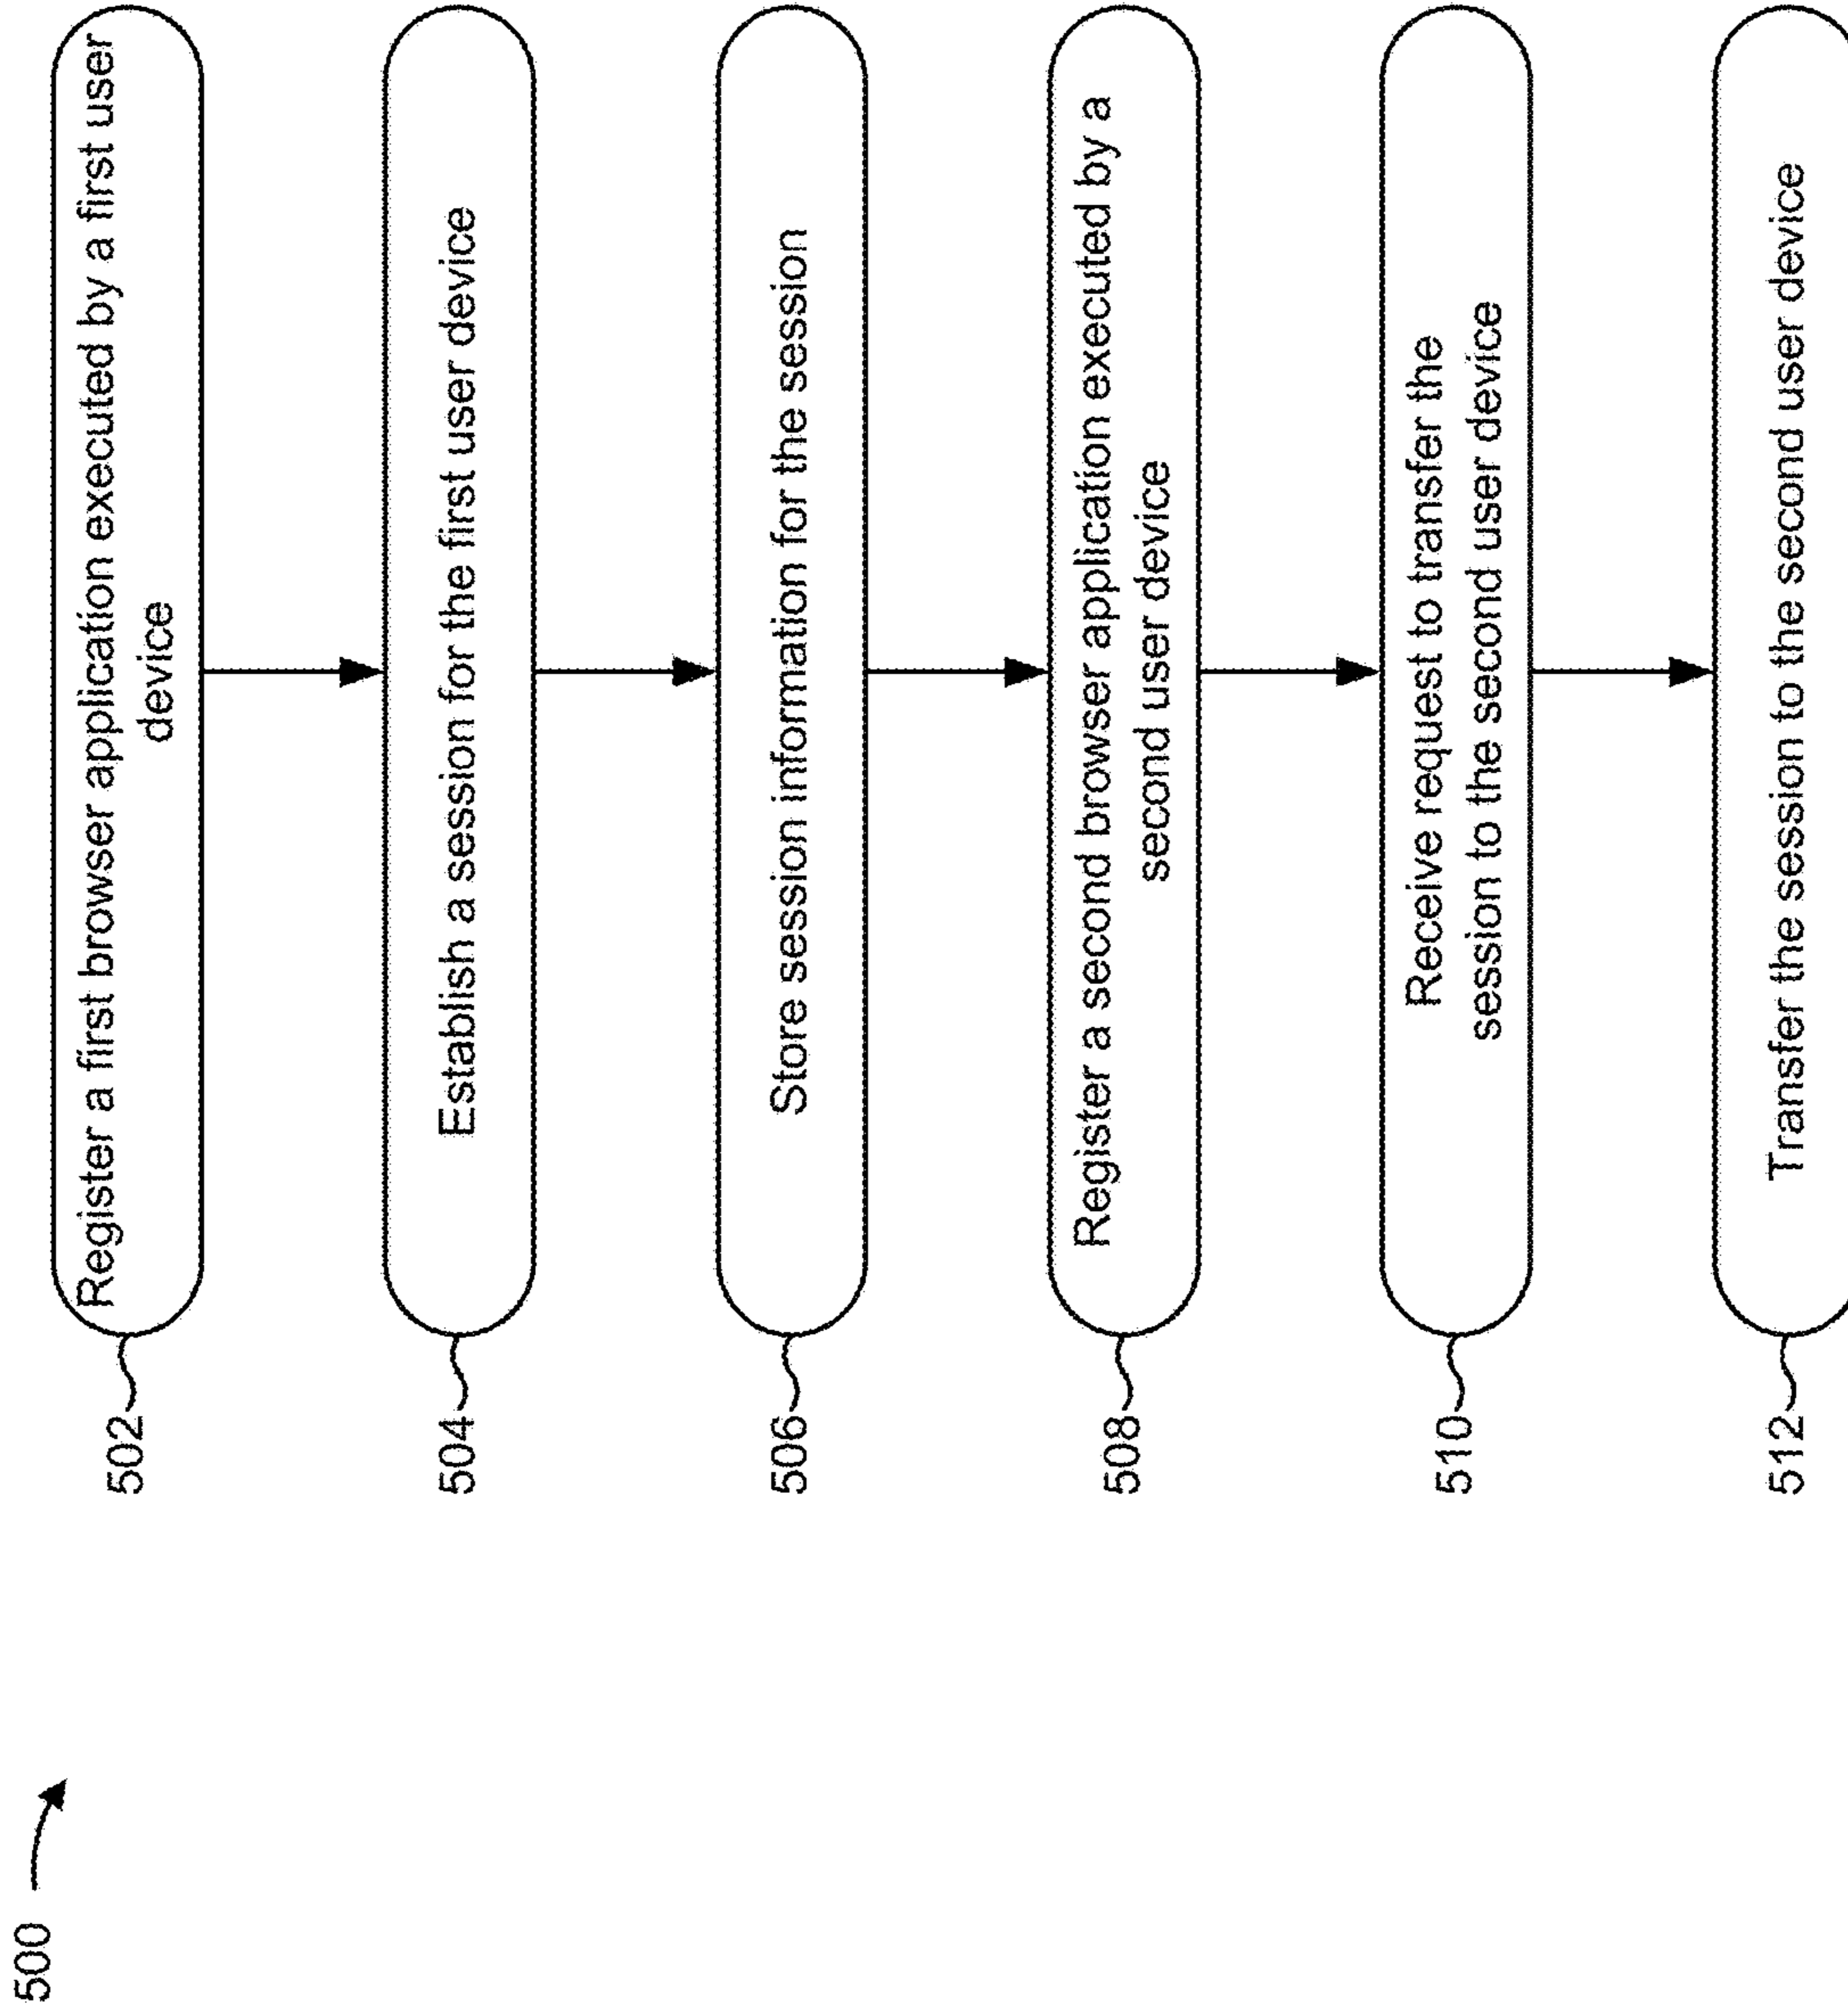 500
502
Register a first browser application executed by a first user
device
504
Establish a session for the first user device
506
Store session information for the session
508
Register a second browser application executed by a
second user device
510
Receive request to transfer the
session to the second user device
512
Transfer the session to the second user device